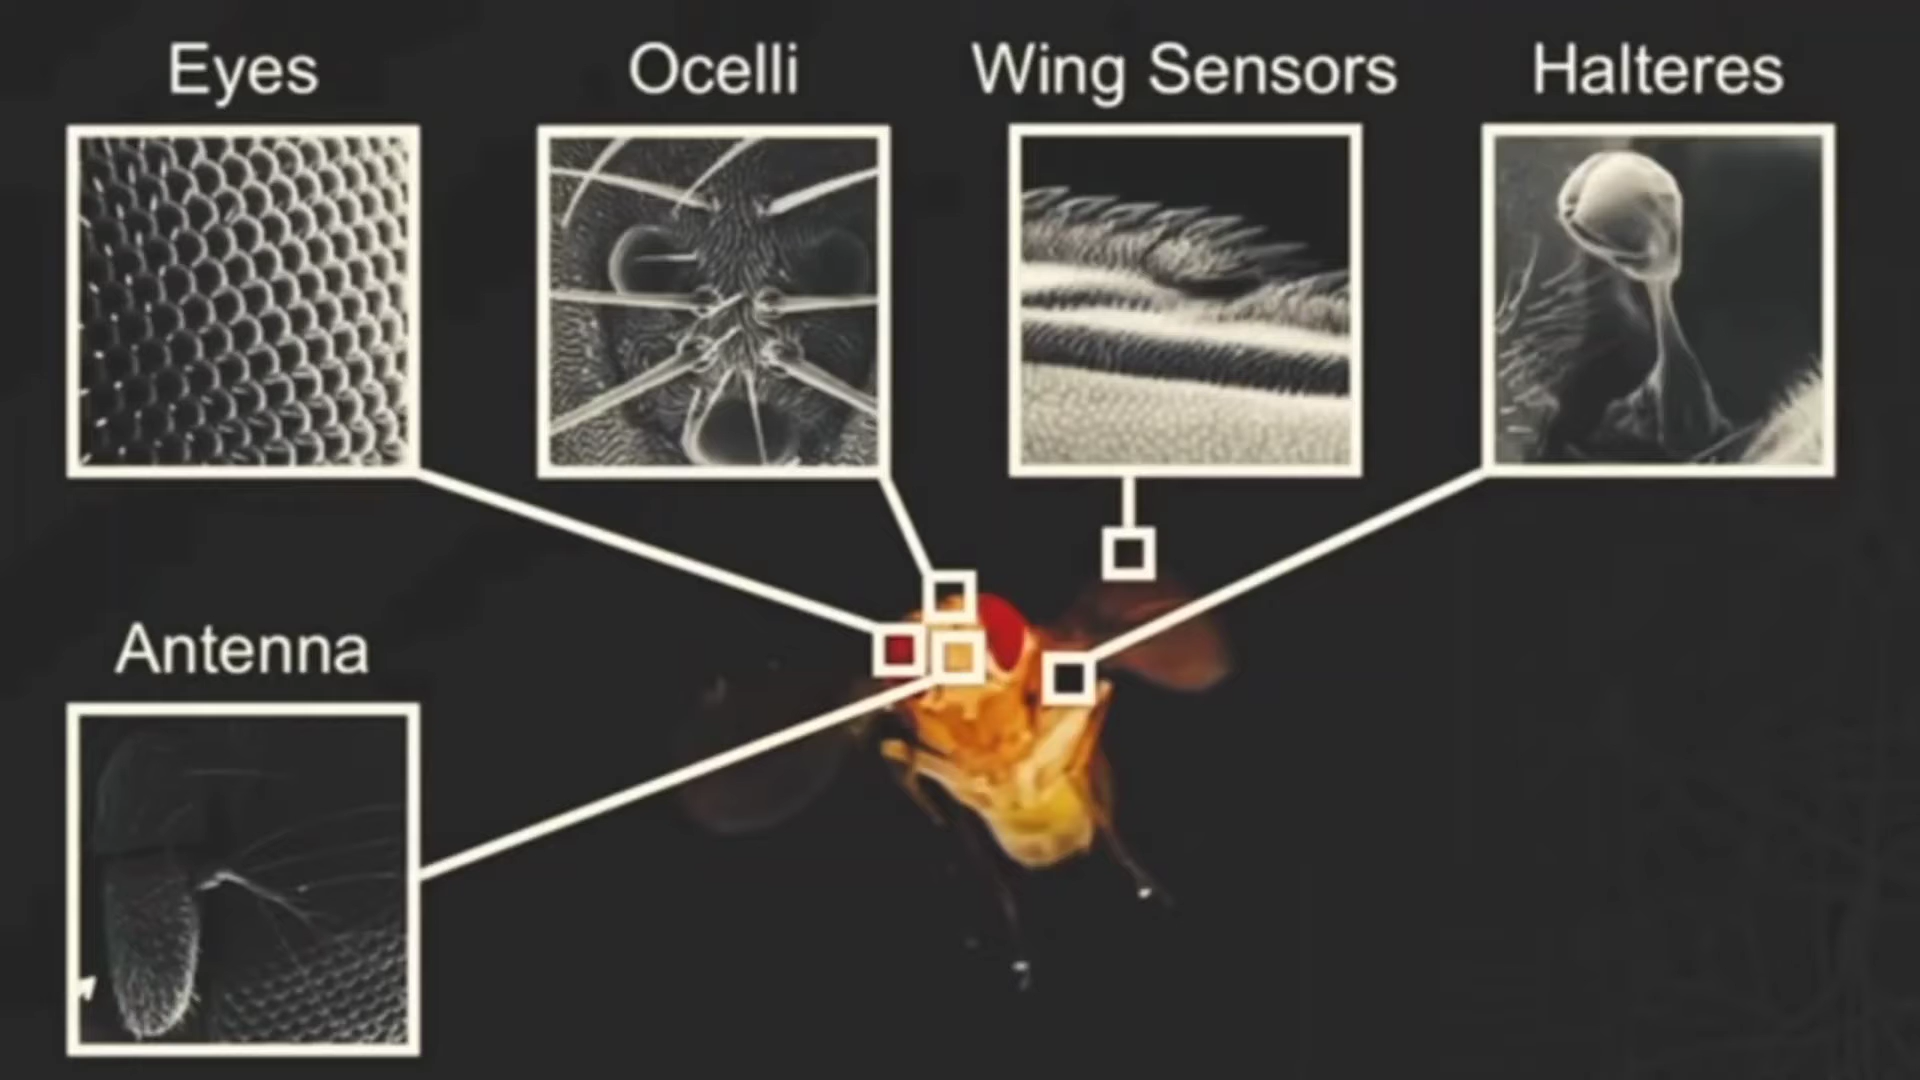 Eyes
Ocelli
Wing Sensors
Halteres
Antenna